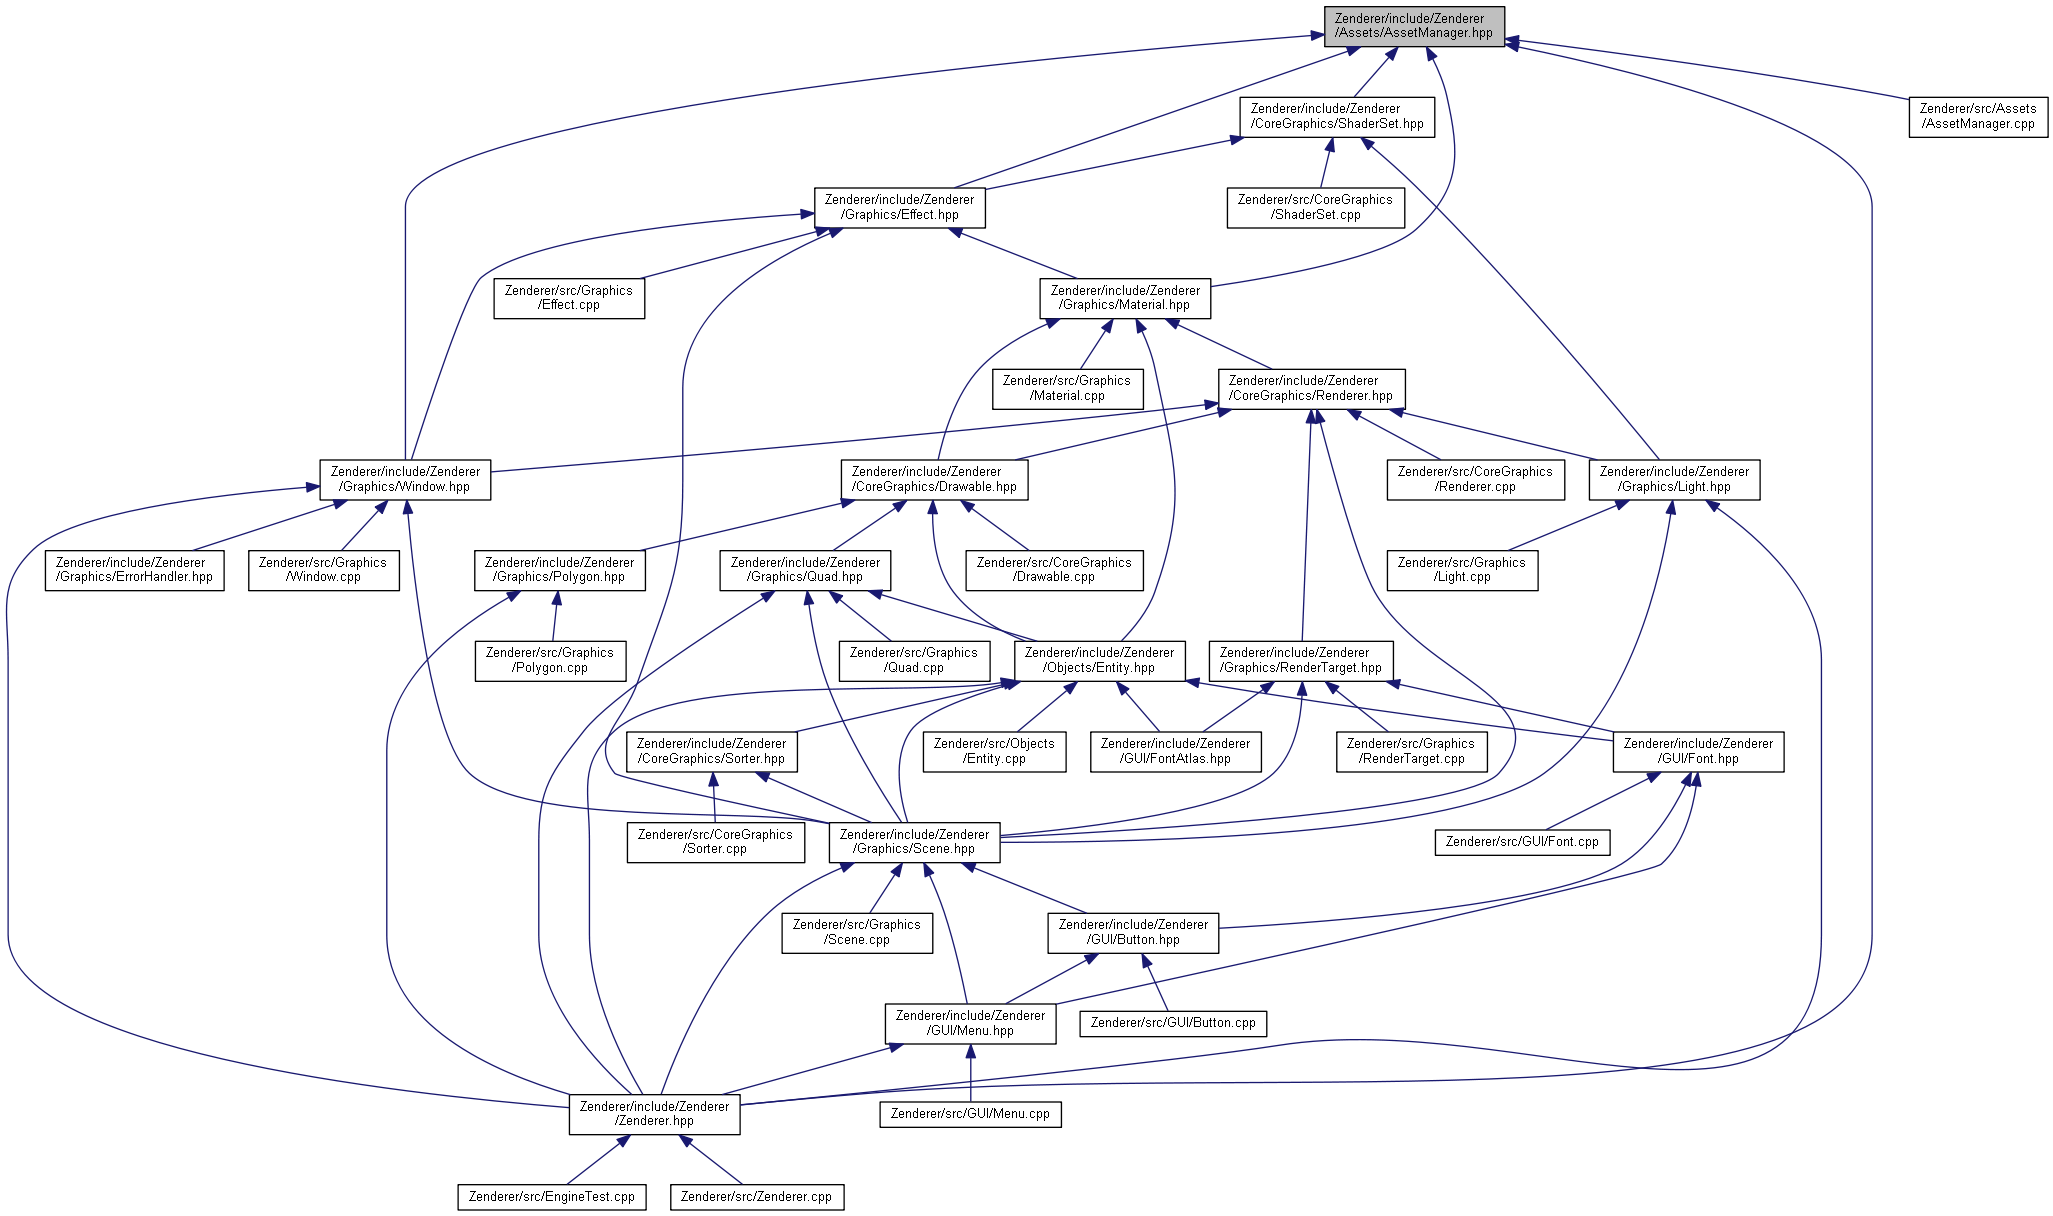 Zenderer/include/Zenderer
/Assets/AssetManager.hpp
Zenderer/include/Zenderer
/CoreGraphics/ShaderSet.hpp
Zenderer/src/Assets
/AssetManager.cpp
Zenderer/include/Zenderer
/Graphics/Effect.hpp
Zenderer/src/CoreGraphics
/ShaderSet.cpp
Zenderer/src/Graphics
/Effect.cpp
Zenderer/include/Zenderer
/Graphics/Material.hpp
Zenderer/src/Graphics
/Material.cpp
Zenderer/include/Zenderer
/CoreGraphics/Renderer.hpp
Zenderer/include/Zenderer
/Graphics/Window.hpp
Zenderer/include/Zenderer
/CoreGraphics/Drawable.hpp
Zenderer/src/CoreGraphics
/Renderer.cpp
Zenderer/include/Zenderer
/Graphics/Light.hpp
Zenderer/include/Zenderer
/Graphics/ErrorHandler.hpp
Zenderer/src/Graphics
/Window.cpp
Zenderer/include/Zenderer
/Graphics/Polygon.hpp
Zenderer/include/Zenderer
/Graphics/Quad.hpp
Zenderer/src/CoreGraphics
/Drawable.cpp
Zenderer/src/Graphics
/Light.cpp
Zenderer/src/Graphics
/Polygon.cpp
Zenderer/src/Graphics
/Quad.cpp
Zenderer/include/Zenderer
/Objects/Entity.hpp
Zenderer/include/Zenderer
/Graphics/RenderTarget.hpp
Zenderer/include/Zenderer
/CoreGraphics/Sorter.hpp
Zenderer/src/Objects
/Entity.cpp
Zenderer/include/Zenderer
/GUI/FontAtlas.hpp
Zenderer/src/Graphics
/RenderTarget.cpp
Zenderer/include/Zenderer
/GUI/Font.hpp
Zenderer/src/CoreGraphics
/Sorter.cpp
Zenderer/include/Zenderer
/Graphics/Scene.hpp
Zenderer/src/GUI/Font.cpp
Zenderer/src/Graphics
/Scene.cpp
Zenderer/include/Zenderer
/GUI/Button.hpp
Zenderer/include/Zenderer
/GUI/Menu.hpp
Zenderer/src/GUI/Button.cpp
Zenderer/include/Zenderer
/Zenderer.hpp
Zenderer/src/GUI/Menu.cpp
Zenderer/src/EngineTest.cpp
Zenderer/src/Zenderer.cpp